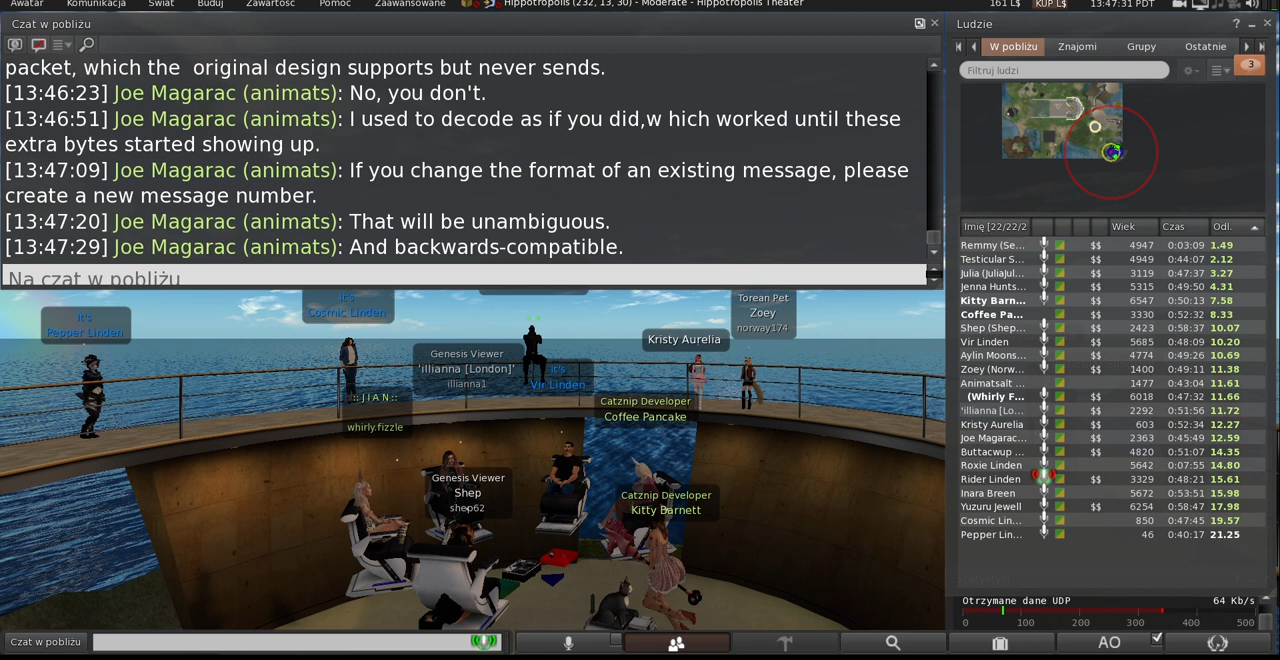 Awatar Komunikacja Świat Buduj Zawartość Pomoc Zaawansowane Hippotropolis (232, 13, 30) - Moderate - Hippotropolis Theater 161 L$ KUP L$ 13:47:31 PDT
Czat w pobliżu
packet, which the original design supports but never sends.
[13:46:23] Joe Magarac (animats): No, you don't.
[13:46:51] Joe Magarac (animats): I used to decode as if you did,w hich worked until these
extra bytes started showing up.
[13:47:09] Joe Magarac (animats): If you change the format of an existing message, please
create a new message number.
[13:47:20] Joe Magarac (animats): That will be unambiguous.
[13:47:29] Joe Magarac (animats): And backwards-compatible.
Na czat w pobliżu
It's
Pepper Linden
It's
Cosmic Linden
Genesis Viewer
'illianna [London]'
illianna1
It's
Vir Linden
Kristy Aurelia
Torean Pet
Zoey
norway174
:: J I A N ::
whirly.fizzle
Catznip Developer
Coffee Pancake
Genesis Viewer
Shep
shep62
Catznip Developer
Kitty Barnett
Czat w pobliżu
Ludzie
W pobliżu Znajomi Grupy Ostatnie
Filtruj ludzi
3
Imię [22/22/2 Wiek Czas Odl.
Remmy (Se... $$ 4947 0:03:09 1.49
Testicular S... $$ 4949 0:44:07 2.12
Julia (JuliaJul... $$ 3119 0:47:37 3.27
Jenna Hunts... $$ 5315 0:49:50 4.31
Kitty Barn... $$ 6547 0:50:13 7.58
Coffee Pa... $$ 3330 0:52:32 8.33
Shep (Shep... $$ 2423 0:58:37 10.07
Vir Linden $$ 5685 0:48:09 10.20
Aylin Moons... $$ 4774 0:49:26 10.69
Zoey (Norw... $$ 1400 0:49:11 11.38
Animatsalt ... 1477 0:43:04 11.61
(Whirly F... $$ 6018 0:47:32 11.66
'illianna [Lo... $$ 2292 0:51:56 11.72
Kristy Aurelia $$ 603 0:52:34 12.27
Joe Magarac... $$ 2363 0:45:49 12.59
Buttacwup ... $$ 4820 0:51:07 14.35
Roxie Linden 5642 0:07:55 14.80
Rider Linden $$ 3329 0:48:21 15.61
Inara Breen 5672 0:53:51 15.98
Yuzuru Jewell $$ 6254 0:58:47 17.98
Cosmic Lin... 850 0:47:45 19.57
Pepper Lin... 46 0:40:17 21.25
Otrzymane dane UDP 64 Kb/s
0 100 200 300 400 500
AO